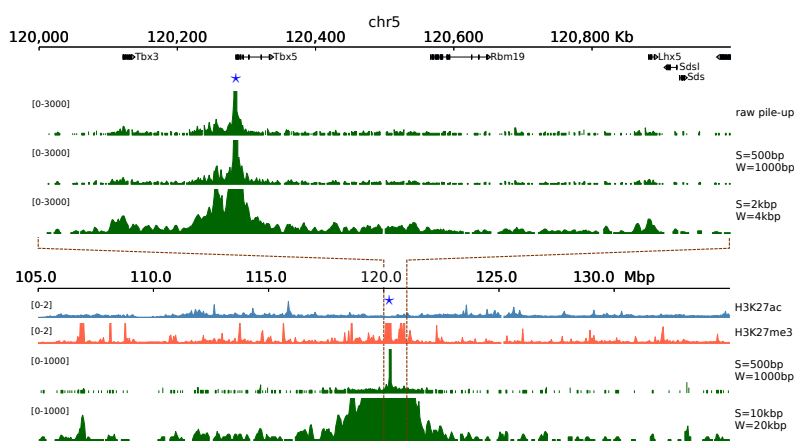 chr5
120,000 120,200 120,400 120,600 120,800 Kb
Tbx3 Tbx5 Rbm19 Lhx5
Sdsl
Sds
[0-3000] raw pile-up
[0-3000] S=500bp
W=1000bp
[0-3000] S=2kbp
W=4kbp
105.0 110.0 115.0 120.0 125.0 130.0 Mbp
[0-2] H3K27ac
[0-2] H3K27me3
[0-1000] S=500bp
W=1000bp
[0-1000] S=10kbp
W=20kbp